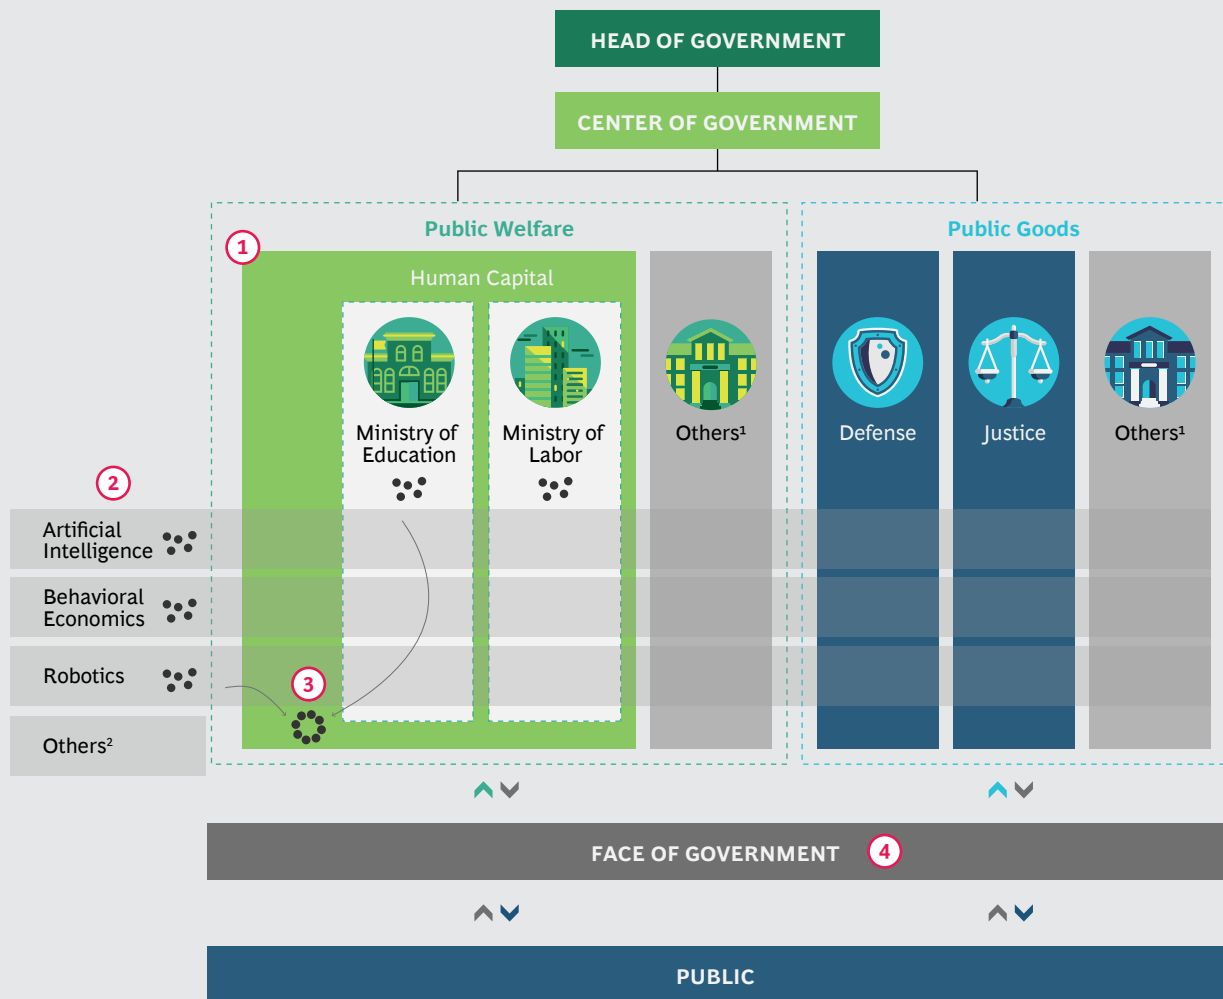 HEAD OF GOVERNMENT
CENTER OF GOVERNMENT
Public Welfare
Public Goods
1
Human Capital
Ministry of
Education
Ministry of
Labor
Others¹
Defense
Justice
Others¹
2
Artificial
Intelligence
Behavioral
Economics
Robotics
3
Others²
FACE OF GOVERNMENT
4
PUBLIC